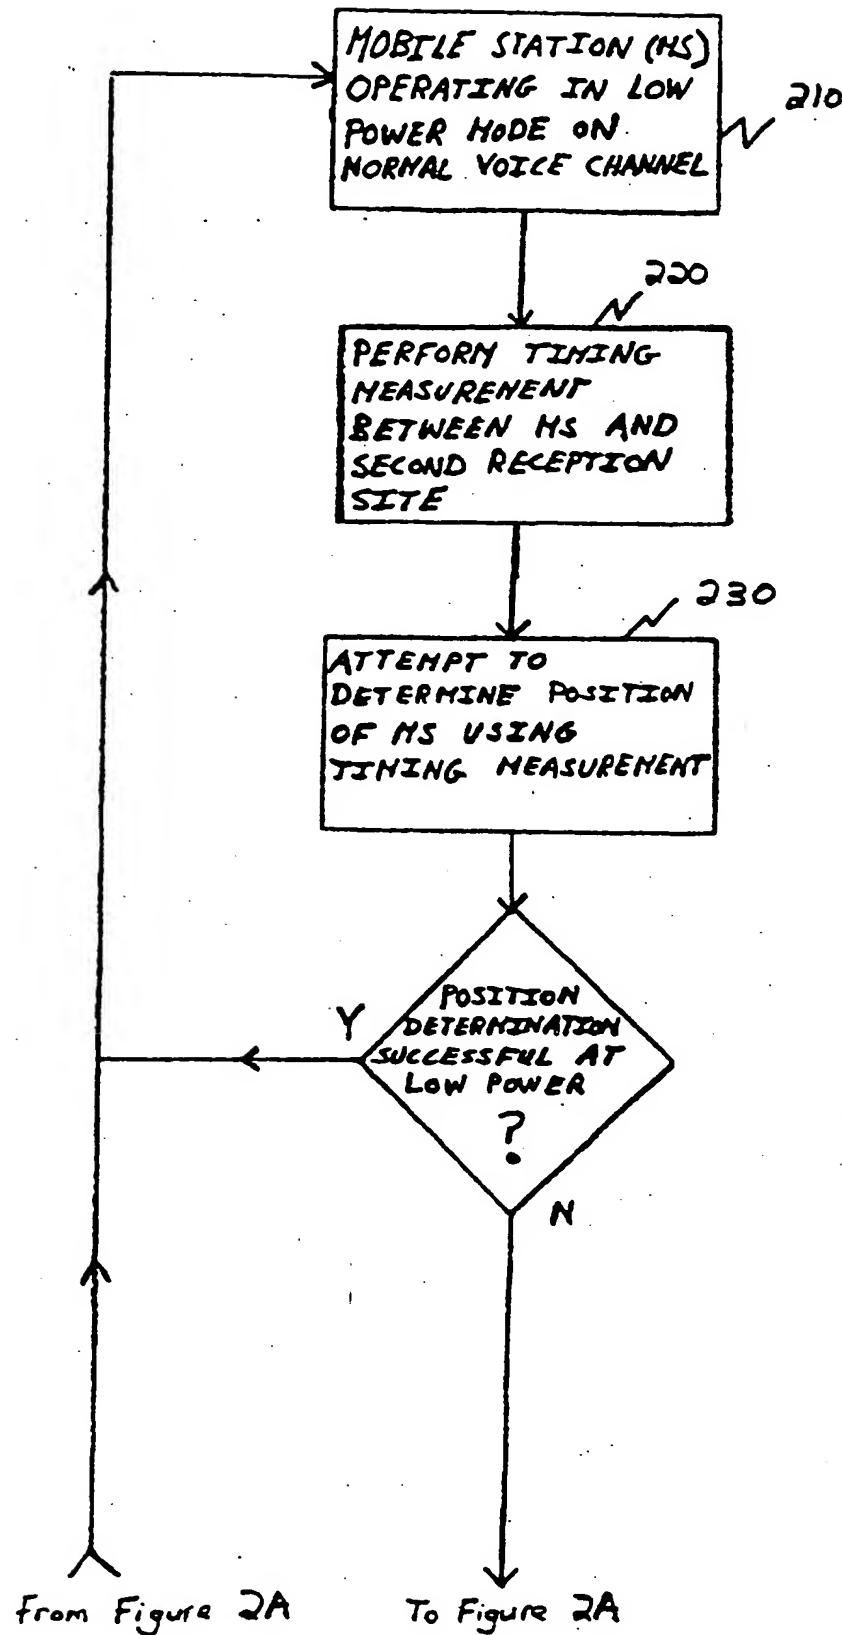 MOBILE STATION (MS)
OPERATING IN LOW
POWER MODE ON
NORMAL VOICE CHANNEL
210
220
PERFORM TIMING
MEASUREMENT
BETWEEN MS AND
SECOND RECEPTION
SITE
230
ATTEMPT TO
DETERMINE POSITION
OF MS USING
TIMING MEASUREMENT
POSITION
DETERMINATION
SUCCESSFUL AT
LOW POWER
?
Y
N
From Figure 2A
To Figure 2A